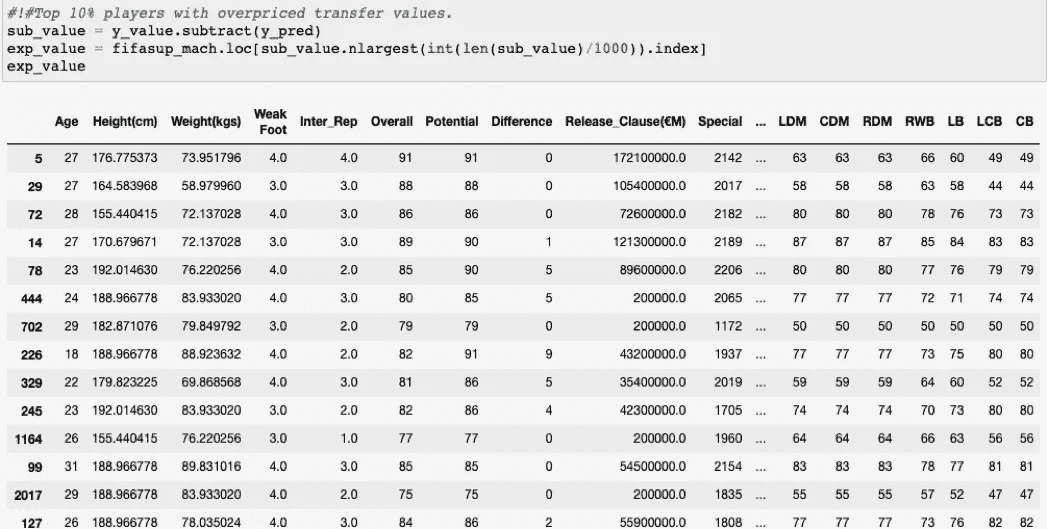 #!#Top 10% players with overpriced transfer values.
sub_value = y_value.subtract(y_pred)
exp_value = fifasup_mach.loc[sub_value.nlargest(int(len(sub_value)/1000)).index]
exp_value
Age Height(cm) Weight(kgs) Weak Foot Inter_Rep Overall Potential Difference Release_Clause(€M) Special ... LDM CDM RDM RWB LB LCB CB
5 27 176.775373 73.951796 4.0 4.0 91 91 0 172100000.0 2142 ... 63 63 63 66 60 49 49
29 27 164.583968 58.979960 3.0 3.0 88 88 0 105400000.0 2017 ... 58 58 58 63 58 44 44
72 28 155.440415 72.137028 4.0 3.0 86 86 0 72600000.0 2182 ... 80 80 80 78 76 73 73
14 27 170.679671 72.137028 3.0 3.0 89 90 1 121300000.0 2189 ... 87 87 87 85 84 83 83
78 23 192.014630 76.220256 4.0 2.0 85 90 5 89600000.0 2206 ... 80 80 80 77 76 79 79
444 24 188.966778 83.933020 4.0 3.0 80 85 5 200000.0 2065 ... 77 77 77 72 71 74 74
702 29 182.871076 79.849792 3.0 2.0 79 79 0 200000.0 1172 ... 50 50 50 50 50 50 50
226 18 188.966778 88.923632 4.0 2.0 82 91 9 43200000.0 1937 ... 77 77 77 73 75 80 80
329 22 179.823225 69.868568 4.0 3.0 81 86 5 35400000.0 2019 ... 59 59 59 64 60 52 52
245 23 192.014630 83.933020 3.0 2.0 82 86 4 42300000.0 1705 ... 74 74 74 70 73 80 80
1164 26 155.440415 76.220256 3.0 1.0 77 77 0 200000.0 1960 ... 64 64 64 66 63 56 56
99 31 188.966778 89.831016 4.0 3.0 85 85 0 54500000.0 2154 ... 83 83 83 78 77 81 81
2017 29 188.966778 83.933020 4.0 2.0 75 75 0 200000.0 1835 ... 55 55 55 57 52 47 47
127 26 188.966778 78.035024 4.0 3.0 84 86 2 55900000.0 1808 ... 77 77 77 73 76 82 82